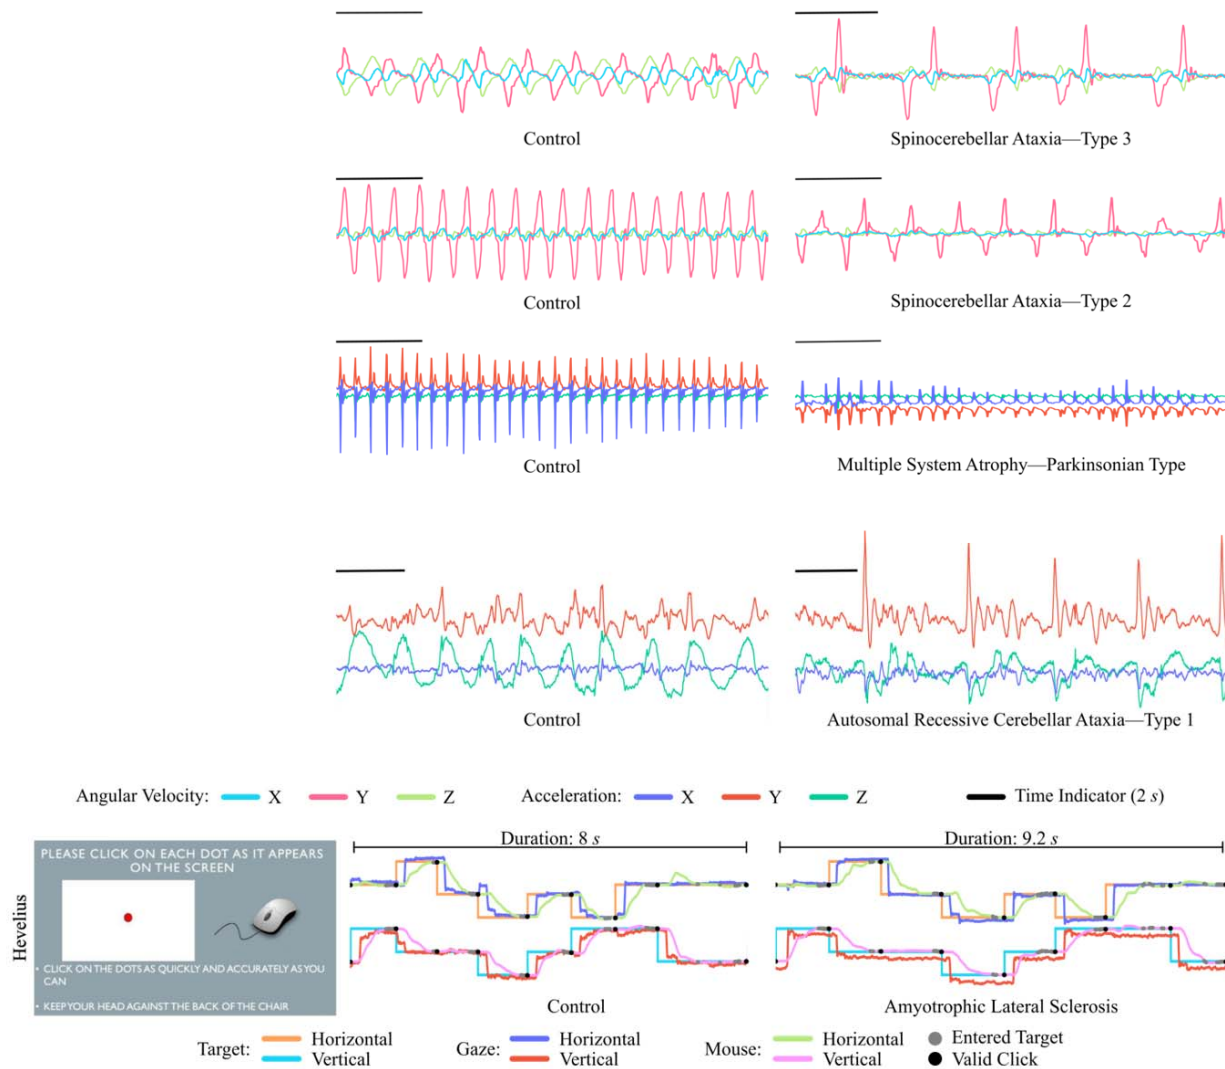 Control
Spinocerebellar Ataxia—Type 3
Control
Spinocerebellar Ataxia—Type 2
Control
Multiple System Atrophy—Parkinsonian Type
Control
Autosomal Recessive Cerebellar Ataxia—Type 1
Angular Velocity: X Y Z Acceleration: X Y Z Time Indicator (2 s)
Hevelius
PLEASE CLICK ON EACH DOT AS IT APPEARS
ON THE SCREEN
• CLICK ON THE DOTS AS QUICKLY AND ACCURATELY AS YOU
CAN
• KEEP YOUR HEAD AGAINST THE BACK OF THE CHAIR
Duration: 8 s
Control
Duration: 9.2 s
Amyotrophic Lateral Sclerosis
Target: Horizontal
Vertical
Gaze: Horizontal
Vertical
Mouse: Horizontal
Vertical
Entered Target
Valid Click